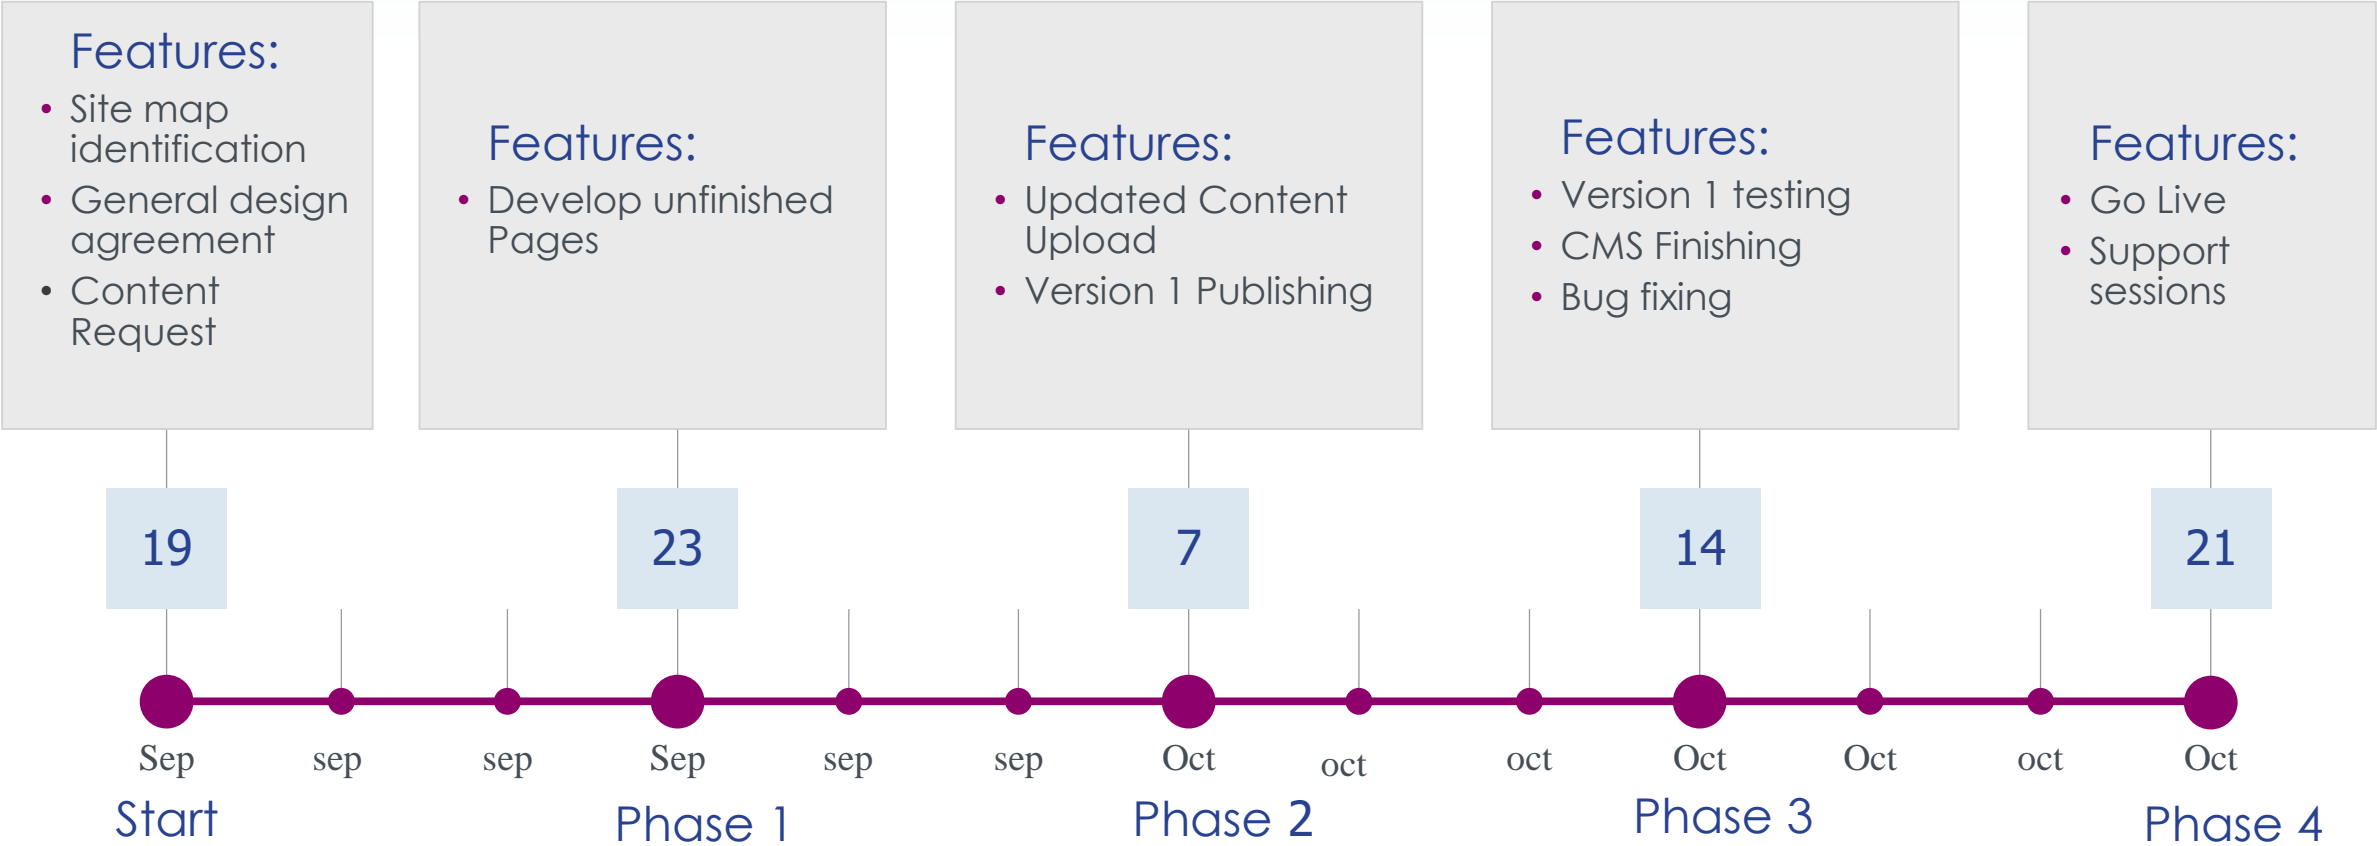 Features:
• Site map
identification
• General design
agreement
• Content
Request
Features:
• Develop unfinished
Pages
Features:
• Updated Content
Upload
• Version 1 Publishing
Features:
• Version 1 testing
• CMS Finishing
• Bug fixing
Features:
• Go Live
• Support
sessions
19
23
7
14
21
Sep
sep
sep
Sep
sep
sep
Oct
oct
oct
Oct
Oct
oct
Oct
Start
Phase 1
Phase 2
Phase 3
Phase 4